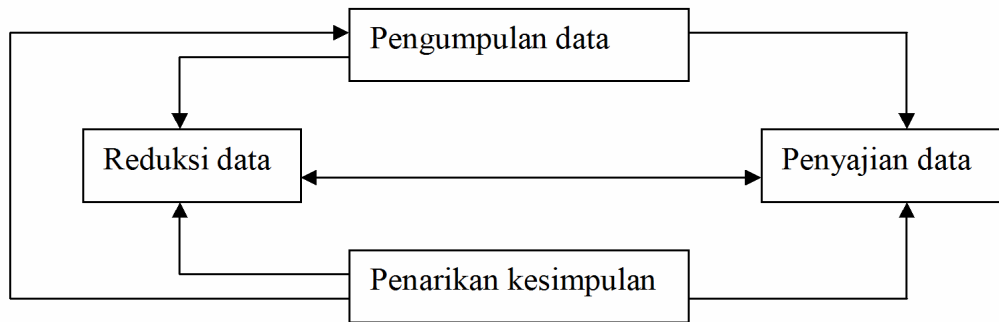 Pengumpulan data
Reduksi data
Penyajian data
Penarikan kesimpulan